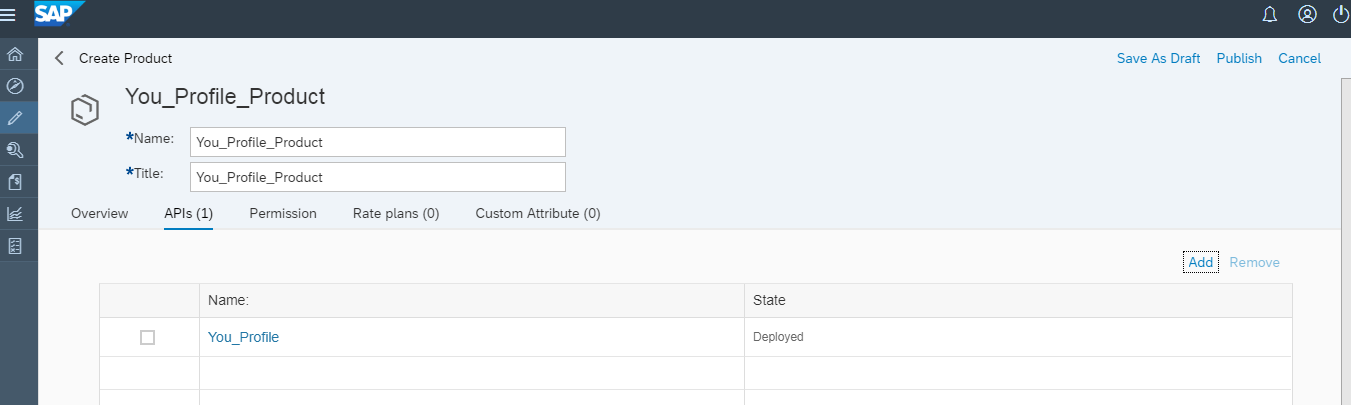 SAP
Create Product
Save As Draft Publish Cancel
You_Profile_Product
*Name: You_Profile_Product
*Title: You_Profile_Product
Overview APIs (1) Permission Rate plans (0) Custom Attribute (0)
Add Remove
Name: State
You_Profile Deployed